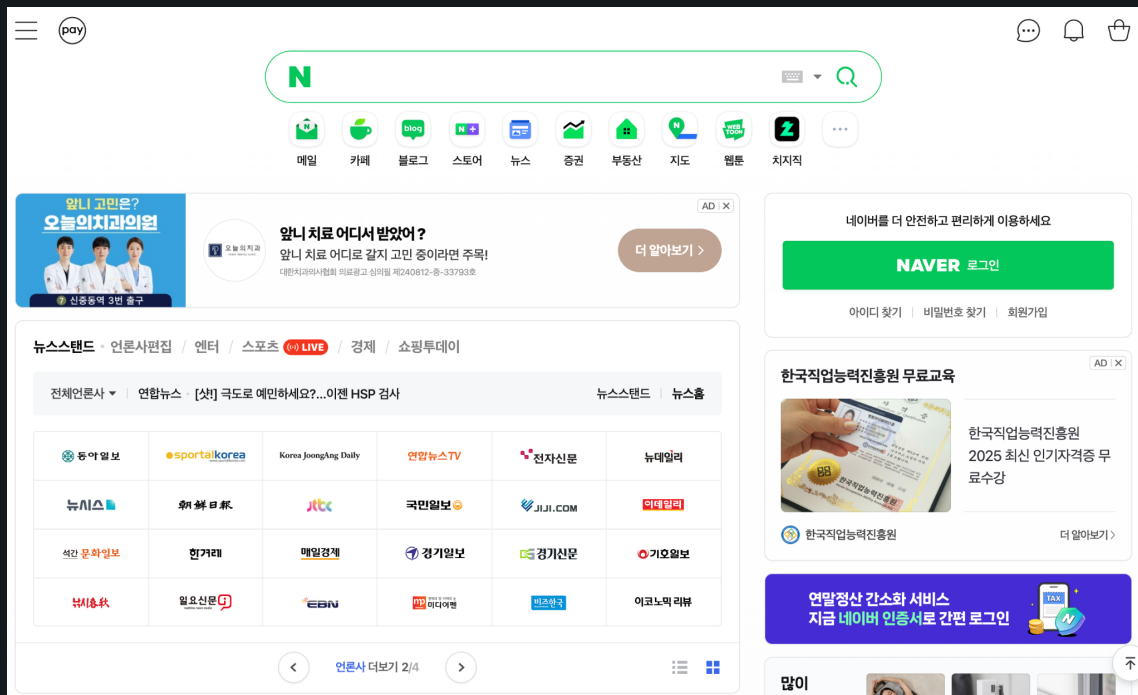 pay
N
메일
카페
blog
블로그
N+
스토어
뉴스
증권
부동산
N
지도
WEB
TOON
웹툰
치지직
앞니 고민은?
오늘의치과의원
7 신중동역 3번 출구
오늘의치과
앞니 치료 어디서 받았어 ?
앞니 치료 어디로 갈지 고민 중이라면 주목!
대한치과의사협회 의료광고 심의필 제240812-중-33793호
AD X
더 알아보기 >
네이버를 더 안전하고 편리하게 이용하세요
NAVER 로그인
아이디 찾기 | 비밀번호 찾기 | 회원가입
뉴스스탠드 · 언론사편집 / 엔터 / 스포츠 LIVE / 경제 / 쇼핑투데이
전체언론사 연합뉴스 · [샷!] 극도로 예민하세요?...이젠 HSP 검사
뉴스스탠드 | 뉴스홈
동아일보 sportalkorea Korea JoongAng Daily 연합뉴스TV 전자신문 뉴데일리
www.sportalkorea.com
뉴시스 朝鮮日報 jtbc 국민일보 JIJI.COM 이데일리
석간 문화일보 한겨레 매일경제 경기일보 경기신문 기호일보
낚시春秋 일요신문 EBN 미디어펜 비즈한국 이코노믹리뷰
언론사 더보기 2/4
AD X
한국직업능력진흥원 무료교육
한국직업능력진흥원
2025 최신 인기자격증 무
료수강
한국직업능력진흥원
더 알아보기 >
연말정산 간소화 서비스
지금 네이버 인증서로 간편 로그인
TAX
N
많이